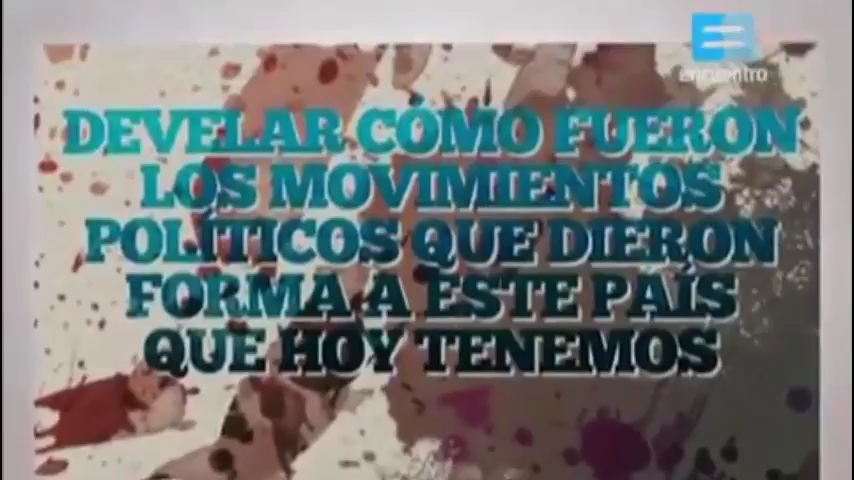 encuentro
DEVELAR CÓMO FUERON
LOS MOVIMIENTOS
POLÍTICOS QUE DIERON
FORMA A ESTE PAÍS
QUE HOY TENEMOS